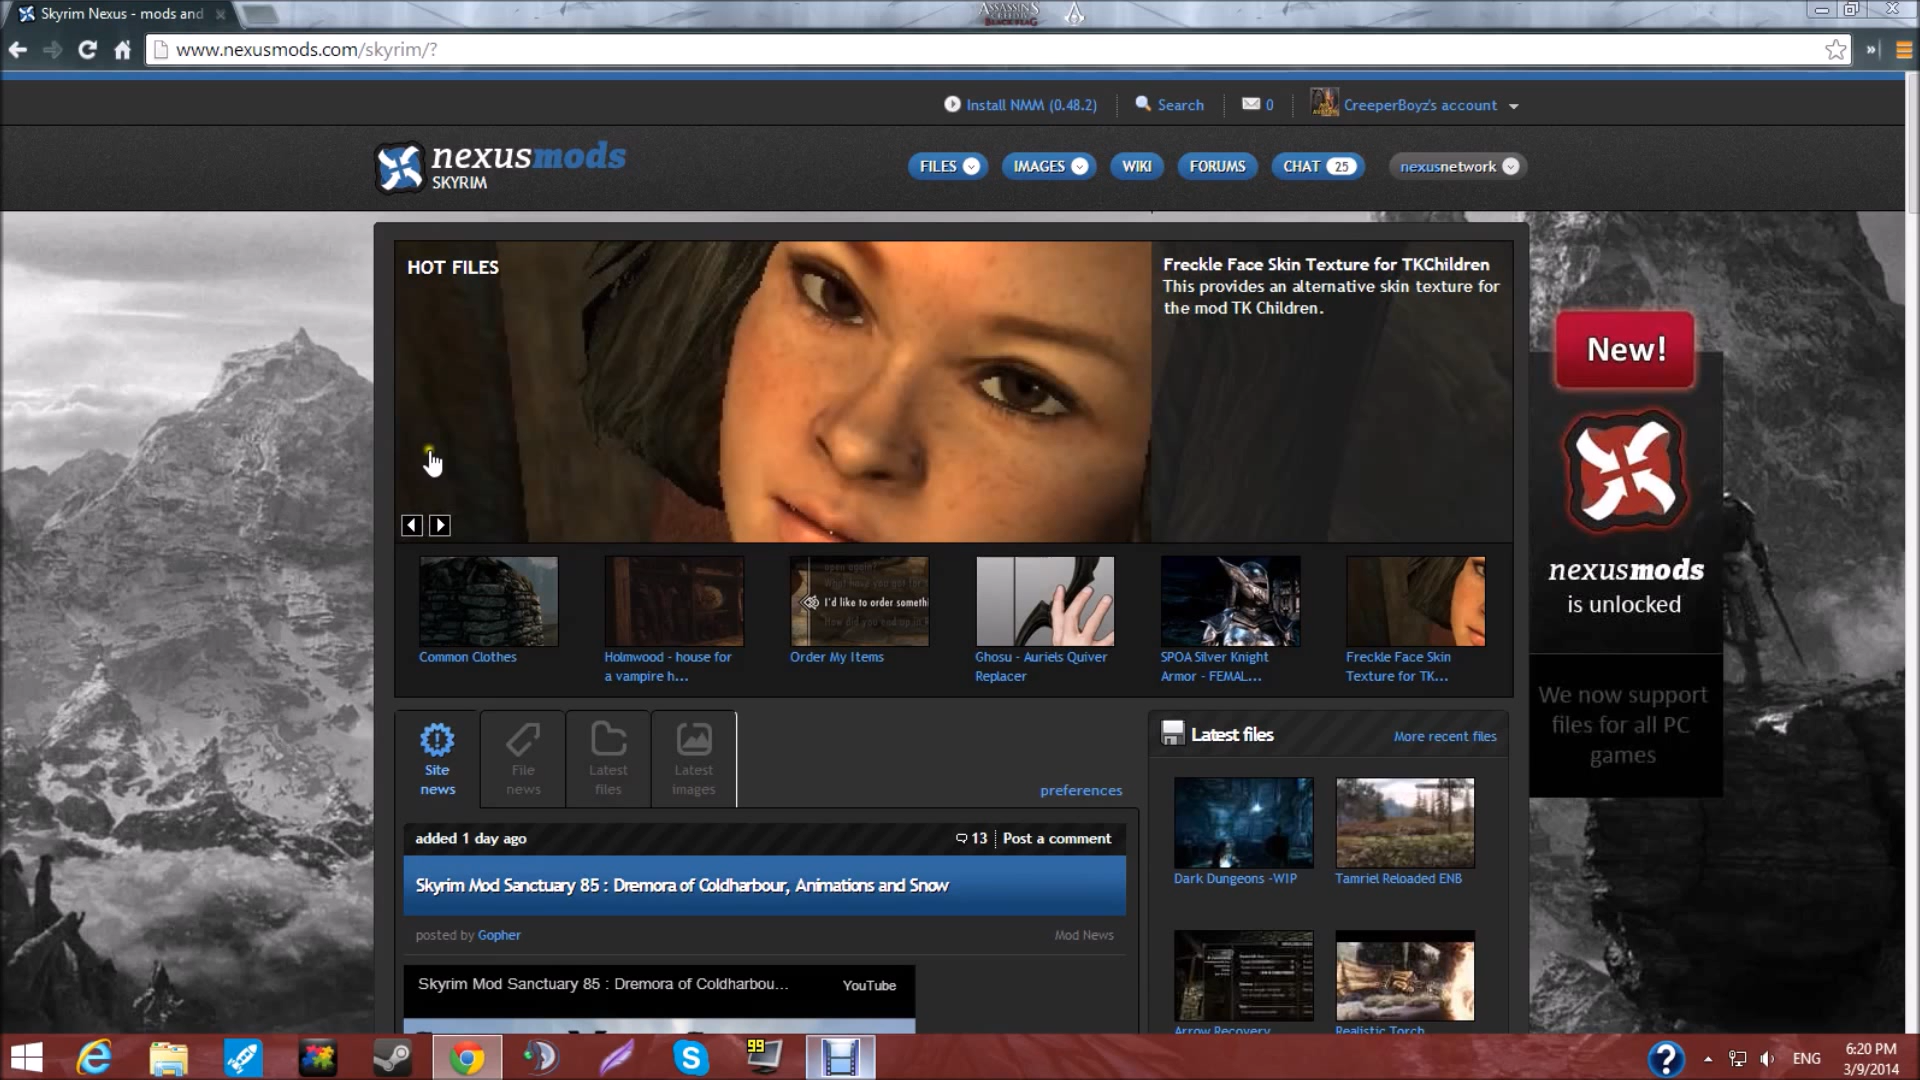 Skyrim Nexus - mods and
ASSASSIN'S
BLACK FLAG
www.nexusmods.com/skyrim/?
Install NMM (0.48.2)
Search
0
CreeperBoyz's account
nexusmods
SKYRIM
FILES
IMAGES
WIKI
FORUMS
CHAT 25
nexusnetwork
HOT FILES
Freckle Face Skin Texture for TKChildren
This provides an alternative skin texture for
the mod TK Children.
New!
nexusmods
is unlocked
We now support
files for all PC
games
I'd like to order someth
Common Clothes
Holmwood - house for
a vampire h...
Order My Items
Ghosu - Auriels Quiver
Replacer
SPOA Silver Knight
Armor - FEMAL...
Freckle Face Skin
Texture for TK...
Site
news
File
news
Latest
files
Latest
images
preferences
Latest files
More recent files
added 1 day ago
13
Post a comment
Skyrim Mod Sanctuary 85 : Dremora of Coldharbour, Animations and Snow
posted by Gopher
Mod News
Skyrim Mod Sanctuary 85 : Dremora of Coldharbou...
YouTube
Dark Dungeons -WIP
Tamriel Reloaded ENB
Arrow Recovery
Realistic Torch
99
ENG
6:20 PM
3/9/2014